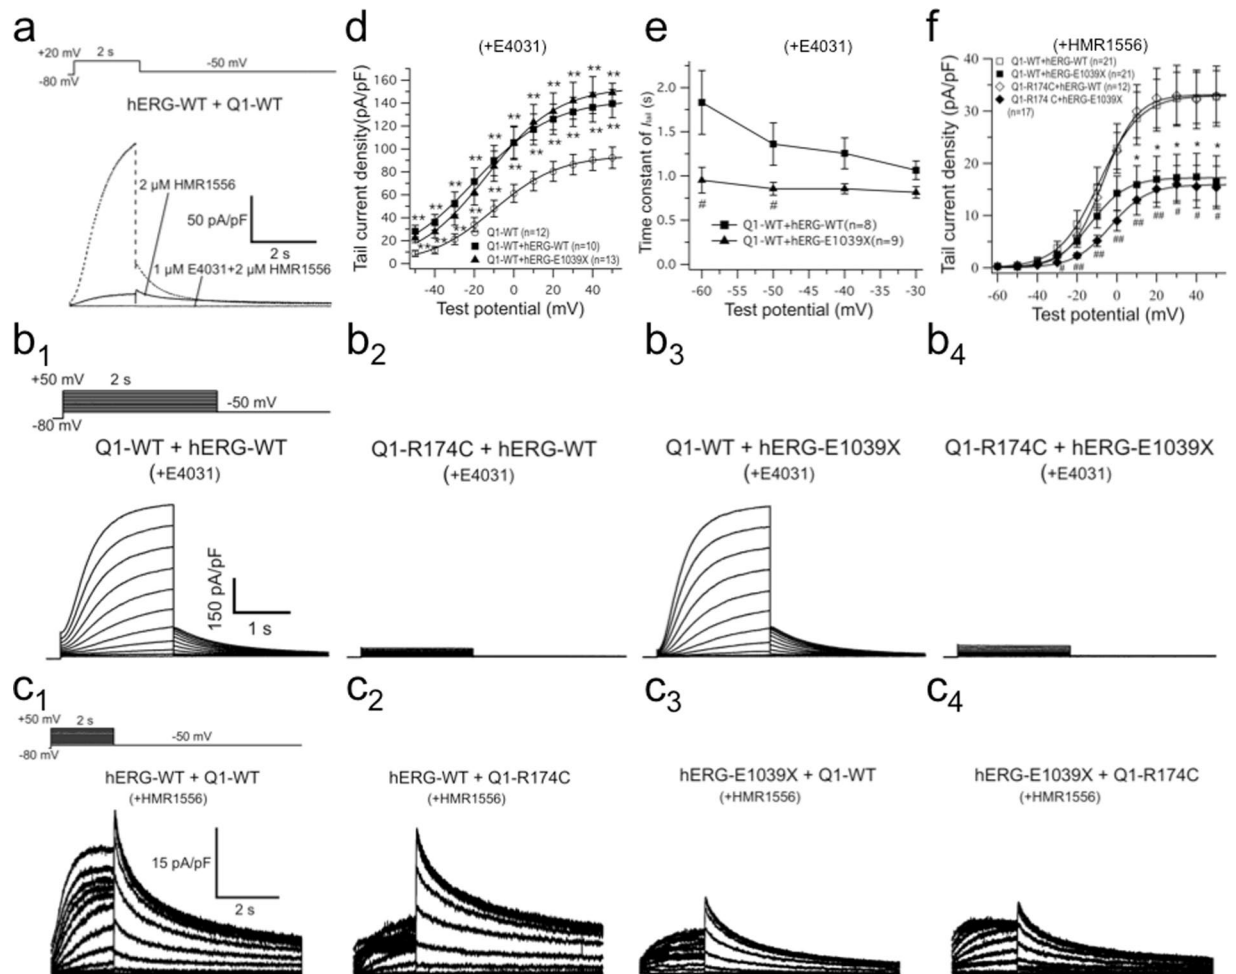 a
+20 mV
2 s
-50 mV
-80 mV
hERG-WT + Q1-WT
2 µM HMR1556
50 pA/pF
2 s
1 µM E4031+2 µM HMR1556
d
(+E4031)
Tail current density(pA/pF)
160
140
120
100
80
60
40
20
0
** ** ** ** ** ** ** ** ** ** **
** ** ** ** ** ** ** ** ** ** **
Q1-WT (n=12)
Q1-WT+hERG-WT (n=10)
Q1-WT+hERG-E1039X (n=13)
-40 -20 0 20 40
Test potential (mV)
e
(+E4031)
Time constant of Itail (s)
2.0
1.5
1.0
0.5
0.0
# #
Q1-WT+hERG-WT(n=8)
Q1-WT+hERG-E1039X(n=9)
-60 -55 -50 -45 -40 -35 -30
Test potential (mV)
f
(+HMR1556)
Tail current density (pA/pF)
40
30
20
10
0
Q1-WT+hERG-WT (n=21)
Q1-WT+hERG-E1039X (n=21)
Q1-R174C+hERG-WT (n=12)
Q1-R174 C+hERG-E1039X
(n=17)
* * * * *
# ## ## ## ## ## # # #
-60 -40 -20 0 20 40
Test potential (mV)
b1
+50 mV
2 s
-50 mV
-80 mV
Q1-WT + hERG-WT
(+E4031)
150 pA/pF
1 s
b2
Q1-R174C + hERG-WT
(+E4031)
b3
Q1-WT + hERG-E1039X
(+E4031)
b4
Q1-R174C + hERG-E1039X
(+E4031)
c1
+50 mV
2 s
-50 mV
-80 mV
hERG-WT + Q1-WT
(+HMR1556)
15 pA/pF
2 s
c2
hERG-WT + Q1-R174C
(+HMR1556)
c3
hERG-E1039X + Q1-WT
(+HMR1556)
c4
hERG-E1039X + Q1-R174C
(+HMR1556)